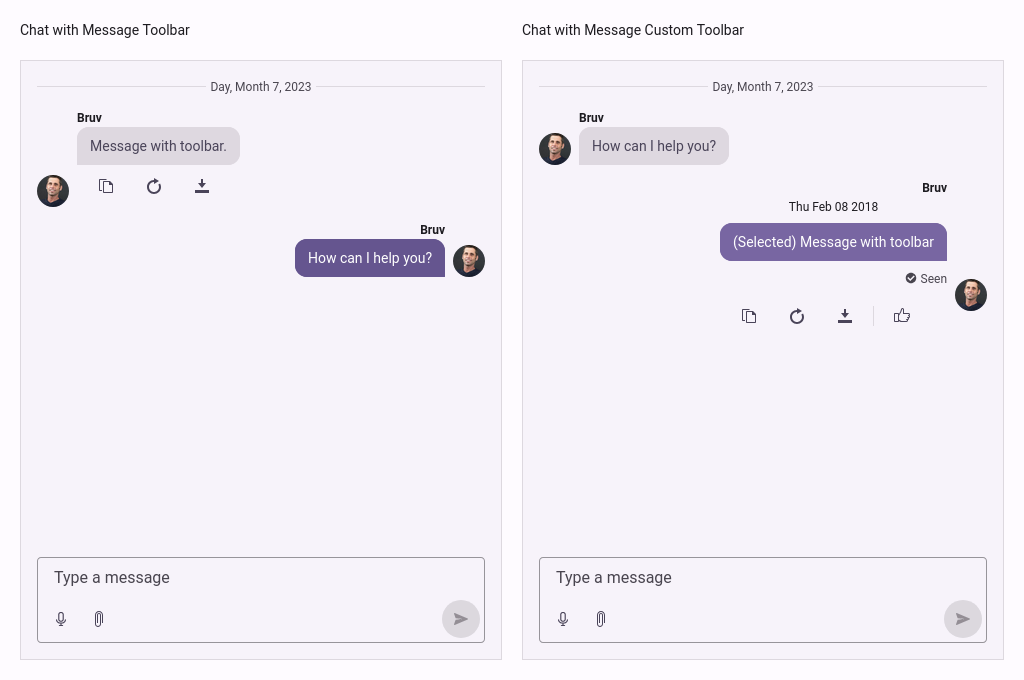 Chat with Message Toolbar
Day, Month 7, 2023
Bruv
Message with toolbar.
Bruv
How can I help you?
Type a message
Chat with Message Custom Toolbar
Day, Month 7, 2023
Bruv
How can I help you?
Bruv
Thu Feb 08 2018
(Selected) Message with toolbar
Seen
Type a message